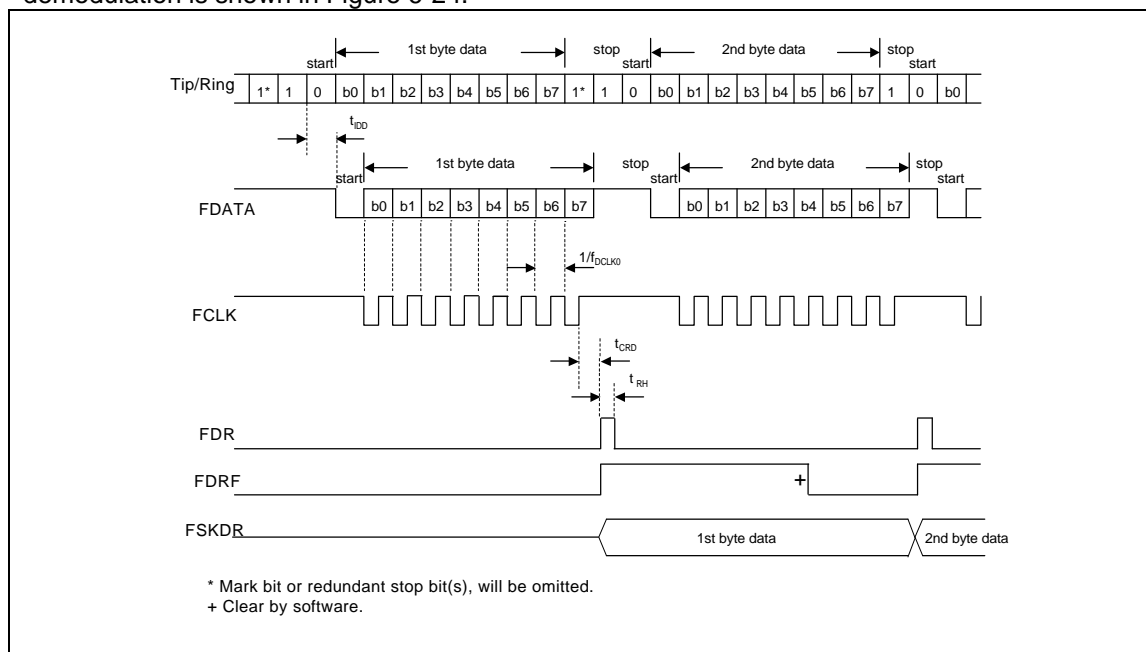 demodulation is shown in Figure 6-24.
1st byte data stop 2nd byte data stop
start start start
Tip/Ring 1* 1 0 b0 b1 b2 b3 b4 b5 b6 b7 1* 1 0 b0 b1 b2 b3 b4 b5 b6 b7 1 0 b0
tIDD
1st byte data stop 2nd byte data stop
start start start
FDATA b0 b1 b2 b3 b4 b5 b6 b7 b0 b1 b2 b3 b4 b5 b6 b7
1/fDCLK0
FCLK
tCRD
t RH
FDR
FDRF +
FSKDR 1st byte data 2nd byte data
* Mark bit or redundant stop bit(s), will be omitted.
+ Clear by software.